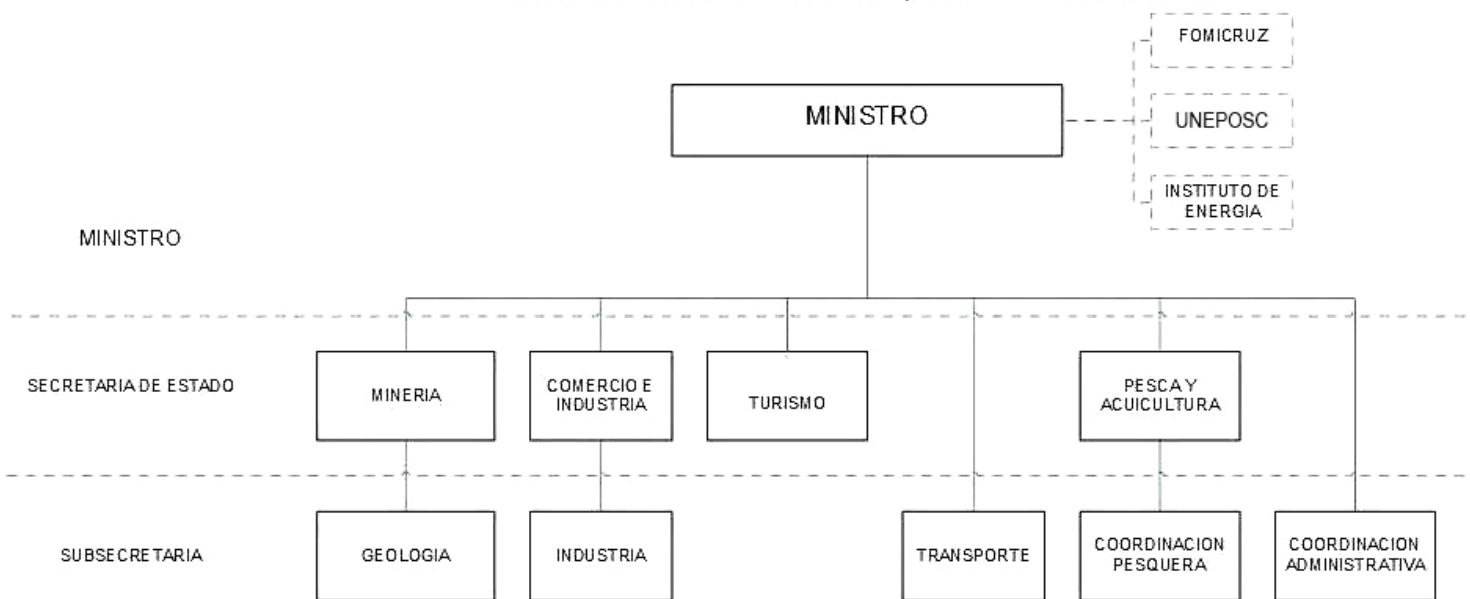 FOMICRUZ
MINISTRO
UNEPOSC
INSTITUTO DE
ENERGIA
MINISTRO
SECRETARIA DE ESTADO
MINERIA
COMERCIO E
INDUSTRIA
TURISMO
PESCA Y
ACUICULTURA
SUBSECRETARIA
GEOLOGIA
INDUSTRIA
TRANSPORTE
COORDINACION
PESQUERA
COORDINACION
ADMINISTRATIVA